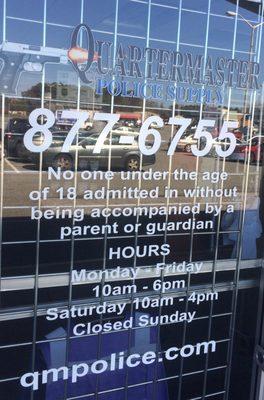 QUARTERMASTER
POLICE SUPPLY
877-6755
No one under the age
of 18 admitted in without
being accompanied by a
parent or guardian
HOURS
Monday - Friday
10am - 6pm
Saturday 10am - 4pm
Closed Sunday
qmpolice.com